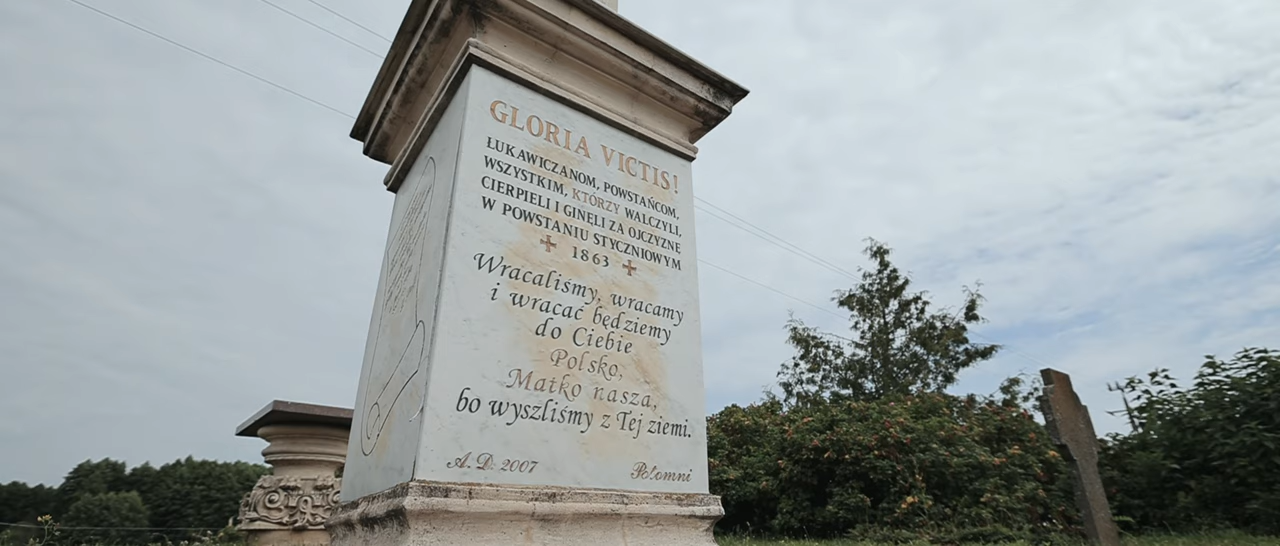 GLORIA VICTIS!
ŁUKAWICZANOM, POWSTAŃCOM,
WSZYSTKIM, KTÓRZY WALCZYLI,
CIERPIELI I GINĘLI ZA OJCZYZNĘ
W POWSTANIU STYCZNIOWYM
1863
Wracaliśmy, wracamy
i wracać będziemy
do Ciebie
Polsko,
Matko nasza,
bo wyszliśmy z Tej ziemi.
A.D. 2007 Potomni